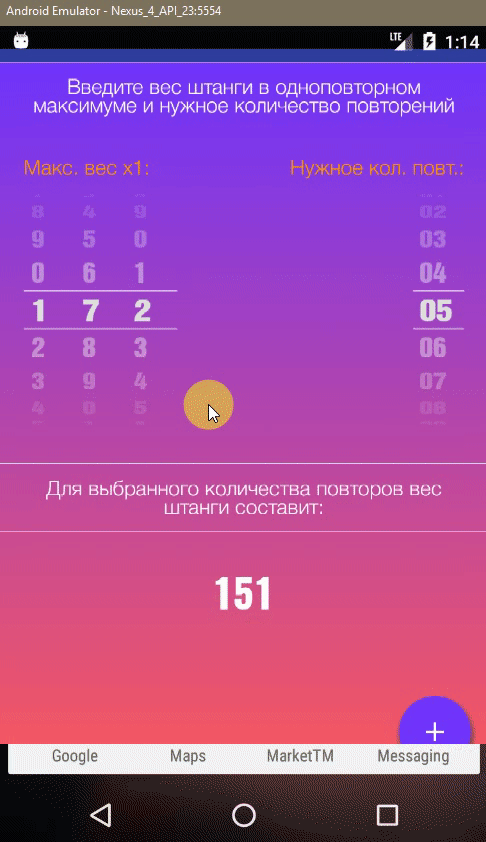 Android Emulator - Nexus_4_API_23:5554
LTE 1:14
Введите вес штанги в одноповторном
максимуме и нужное количество повторений
Макс. вес х1: Нужное кол. повт.:
8 4 9 02
9 5 0 03
0 6 1 04
1 7 2 05
2 8 3 06
3 9 4 07
4 0 5 08
Для выбранного количества повторов вес
штанги составит:
151
+
Google Maps MarketTM Messaging